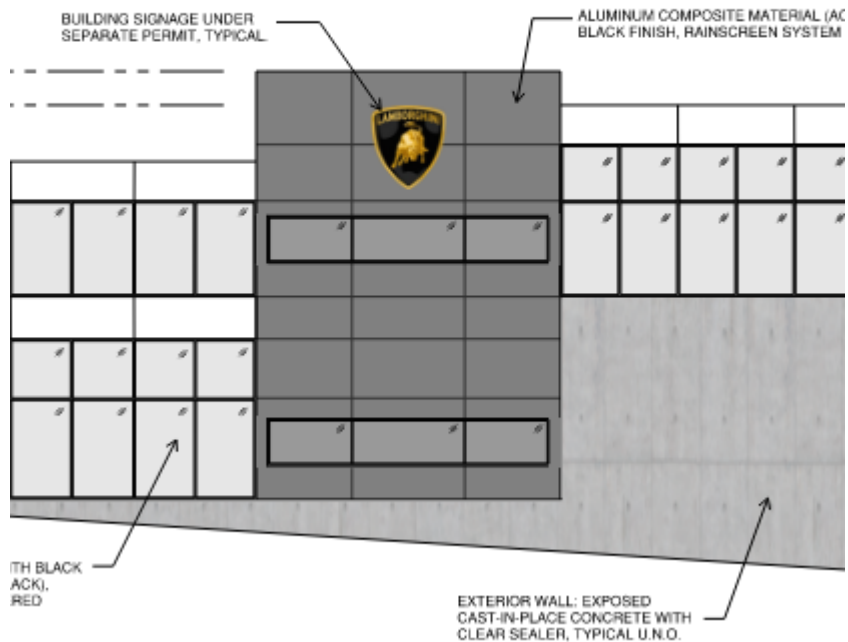 BUILDING SIGNAGE UNDER
SEPARATE PERMIT, TYPICAL.
ALUMINUM COMPOSITE MATERIAL (AC
BLACK FINISH, RAINSCREEN SYSTEM
LAMBORGHINI
ITH BLACK
ACK),
RED
EXTERIOR WALL: EXPOSED
CAST-IN-PLACE CONCRETE WITH
CLEAR SEALER, TYPICAL U.N.O.